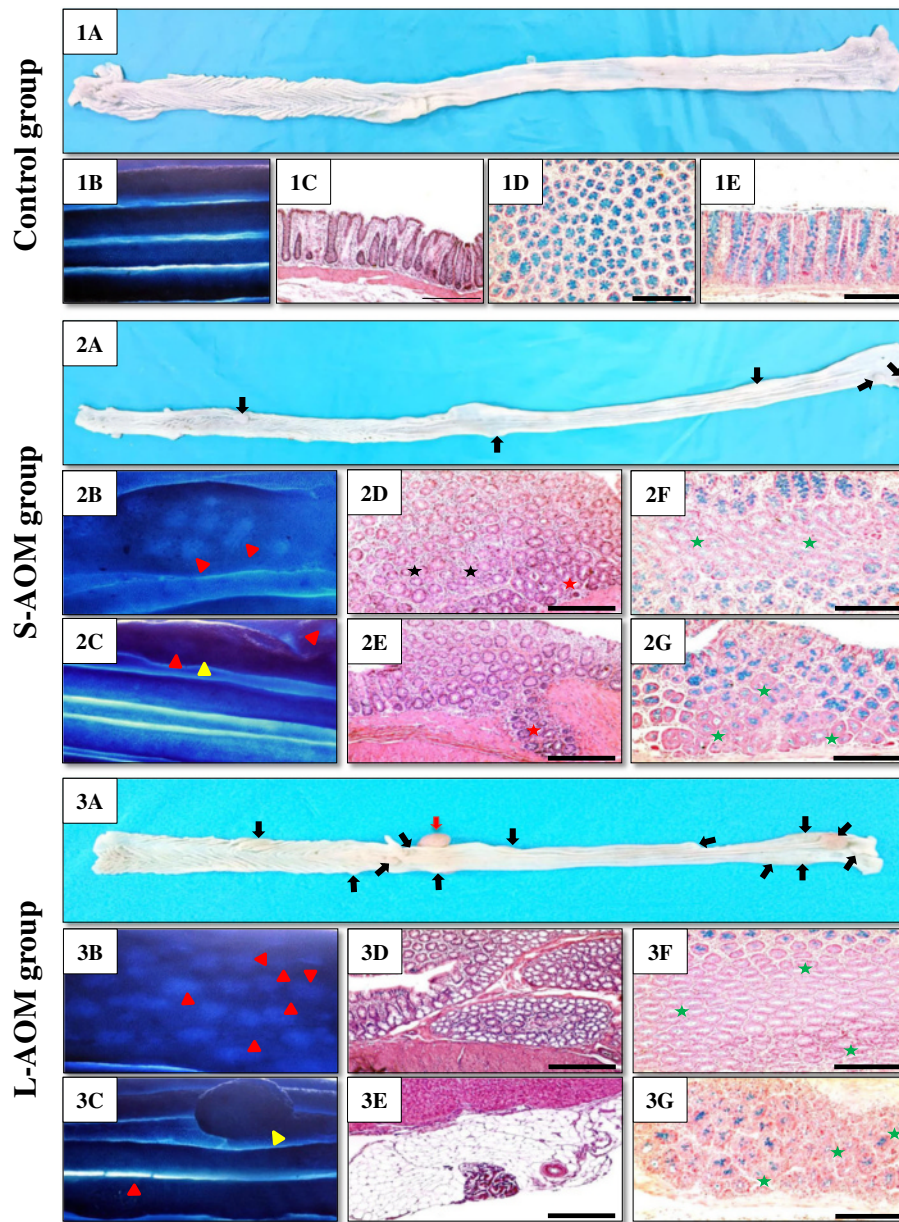 Control group
1A
1B
1C
1D
1E
S-AOM group
2A
2B
2D
2F
2C
2E
2G
L-AOM group
3A
3B
3D
3F
3C
3E
3G